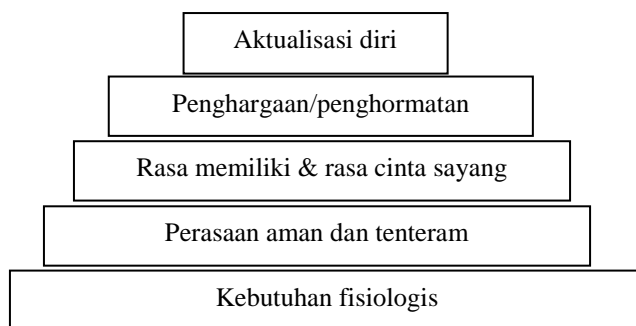 Aktualisasi diri
Penghargaan/penghormatan
Rasa memiliki & rasa cinta sayang
Perasaan aman dan tenteram
Kebutuhan fisiologis